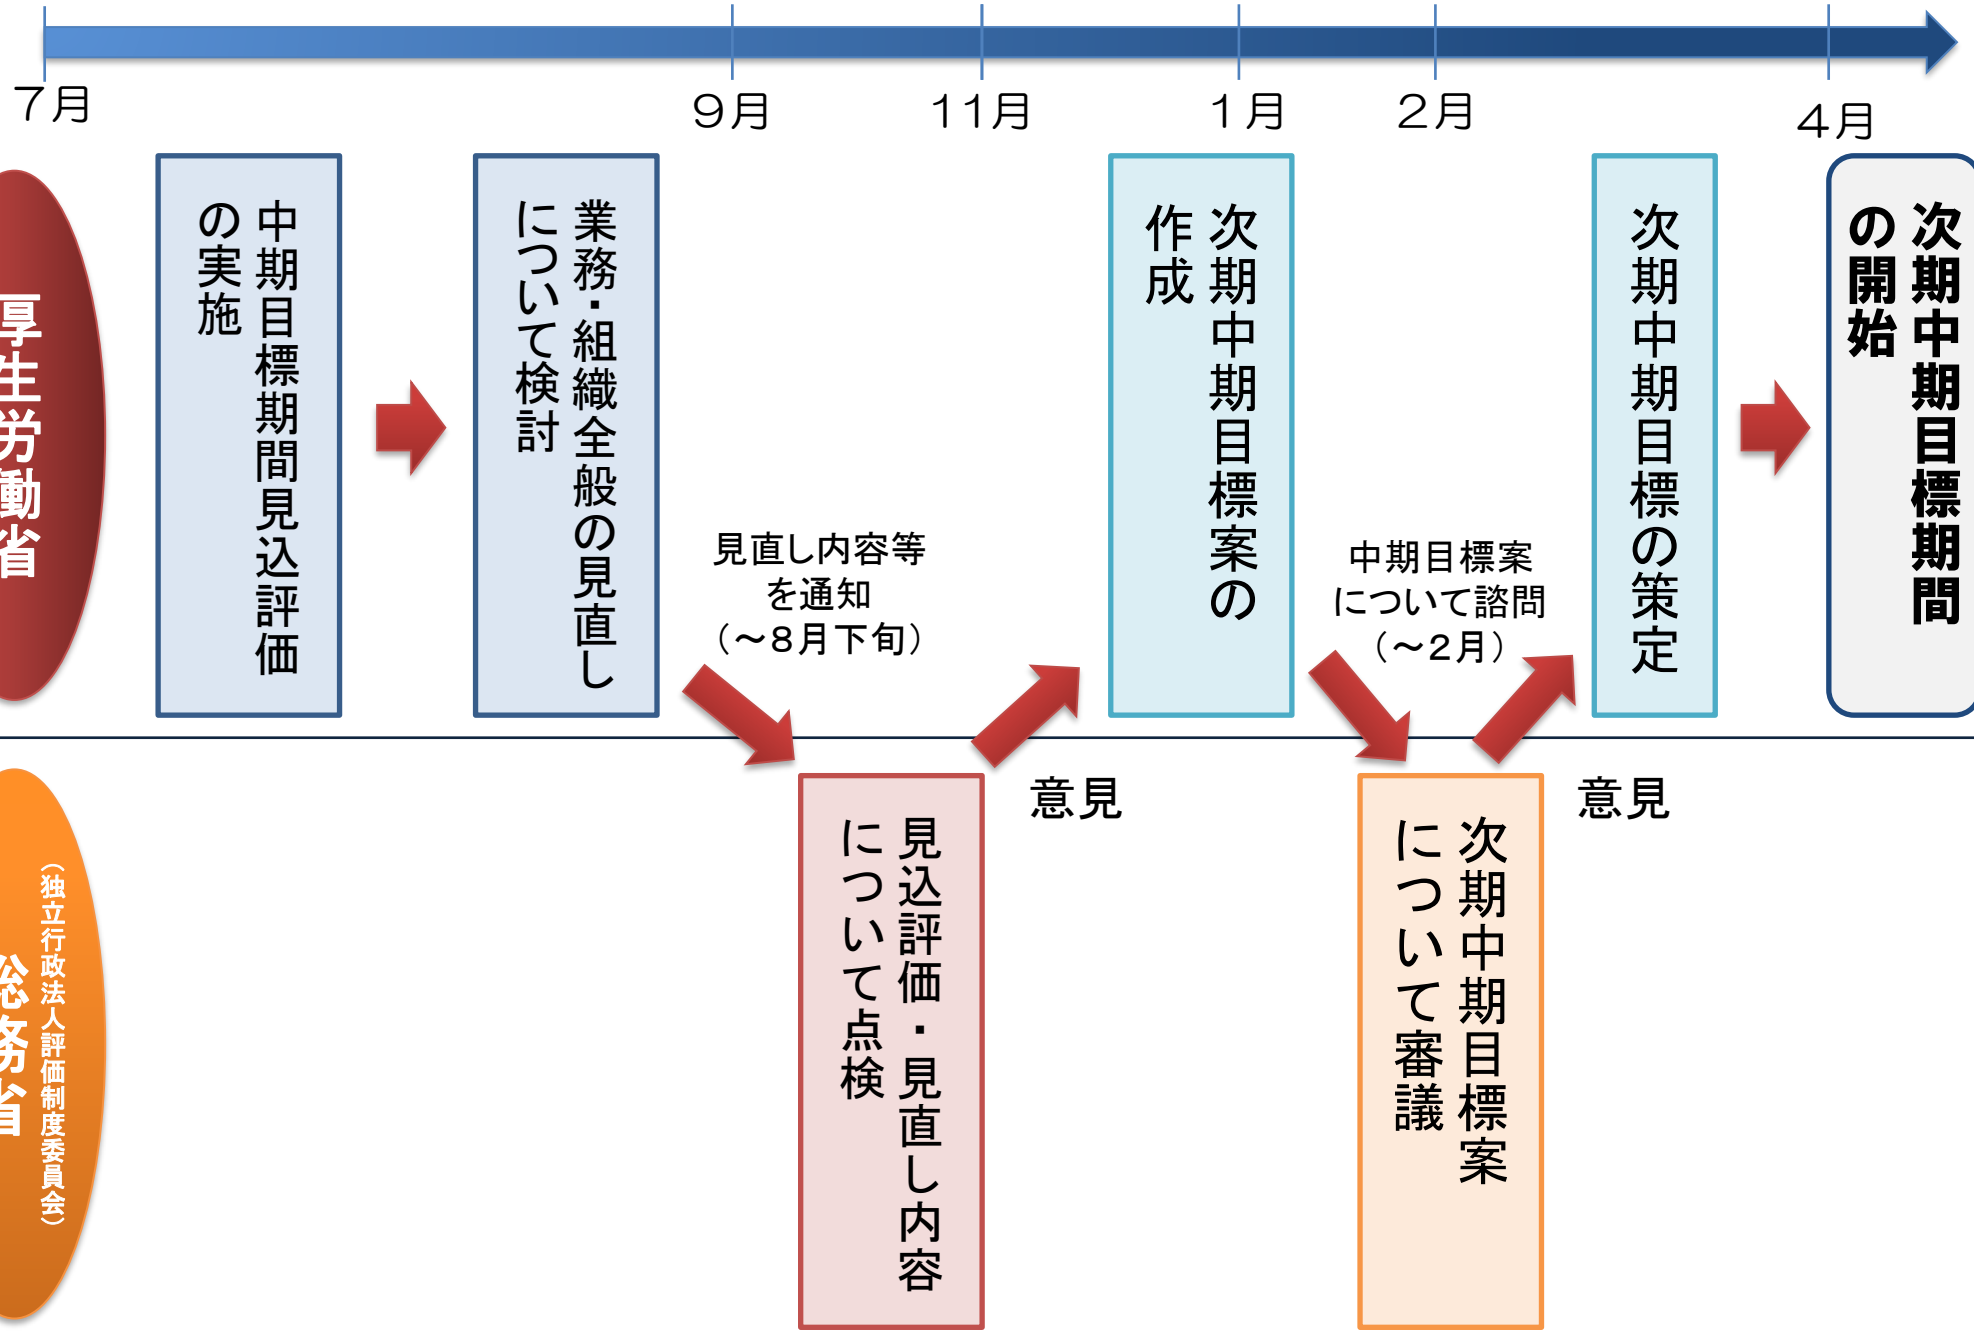 ７月
９月
１１月
１月
２月
４月
厚生労働省
中期目標期間見込評価
の実施
業務・組織全般の見直し
について検討
見直し内容等
を通知
（～８月下旬）
次期中期目標案の
作成
中期目標案
について諮問
（～２月）
次期中期目標の策定
次期中期目標期間
の開始
（独立行政法人評価制度委員会）
総務省
見込評価・見直し内容
について点検
意見
次期中期目標案
について審議
意見